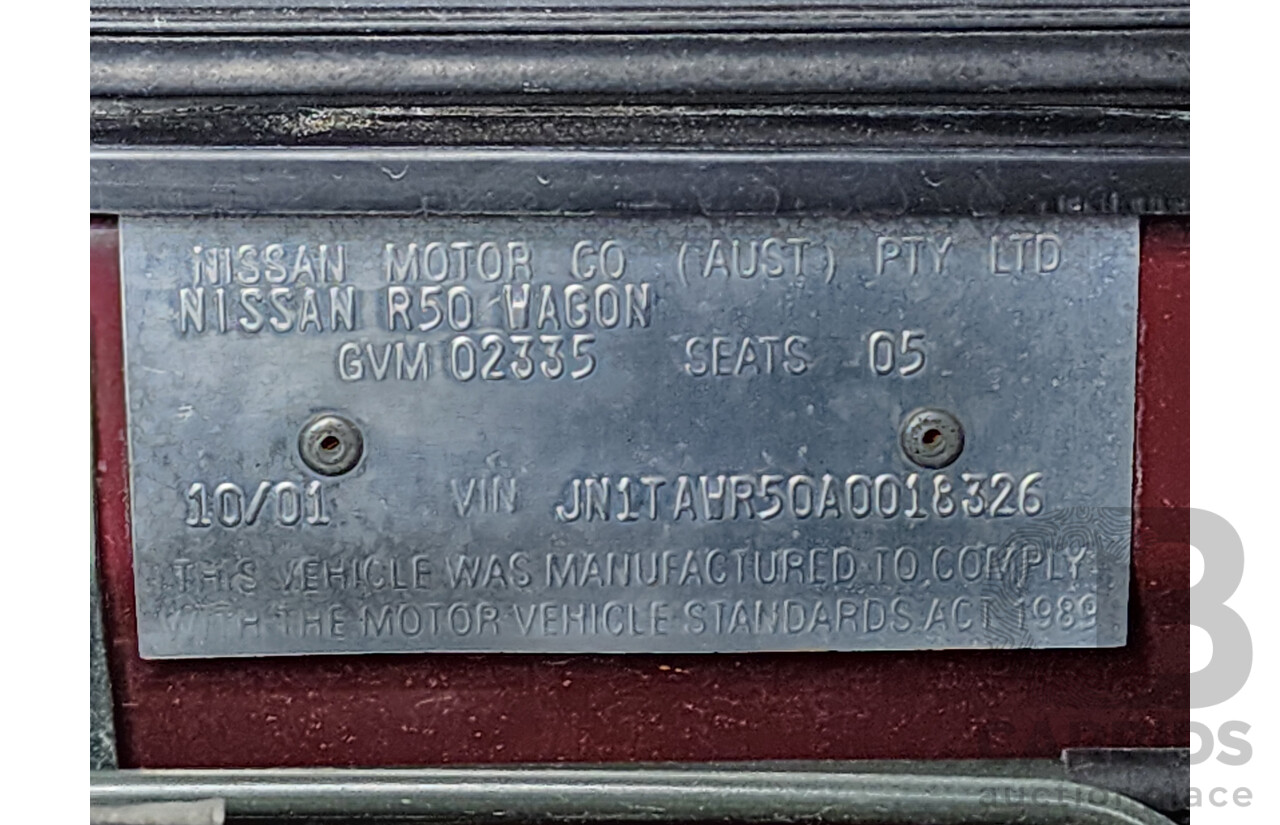 NISSAN MOTOR CO (AUST) PTY LTD
NISSAN R50 WAGON
GVM 02335 SEATS 05
10/01 VIN JN1TAWR50A0018326
THIS VEHICLE WAS MANUFACTURED TO COMPLY
WITH THE MOTOR VEHICLE STANDARDS ACT 1989